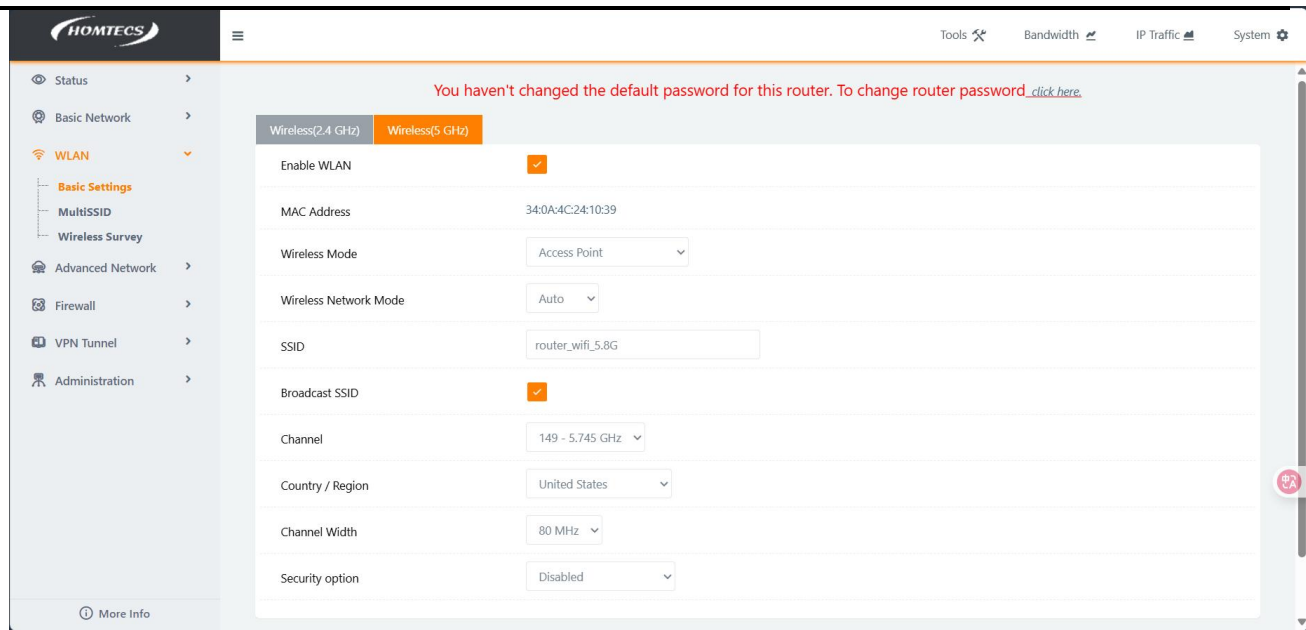 HOMTECS
Tools Bandwidth IP Traffic System
Status
Basic Network
WLAN
Basic Settings
MultiSSID
Wireless Survey
Advanced Network
Firewall
VPN Tunnel
Administration
More Info
You haven't changed the default password for this router. To change router password click here.
Wireless(2.4 GHz) Wireless(5 GHz)
Enable WLAN
MAC Address 34:0A:4C:24:10:39
Wireless Mode Access Point
Wireless Network Mode Auto
SSID router_wifi_5.8G
Broadcast SSID
Channel 149 - 5.745 GHz
Country / Region United States
Channel Width 80 MHz
Security option Disabled
中A